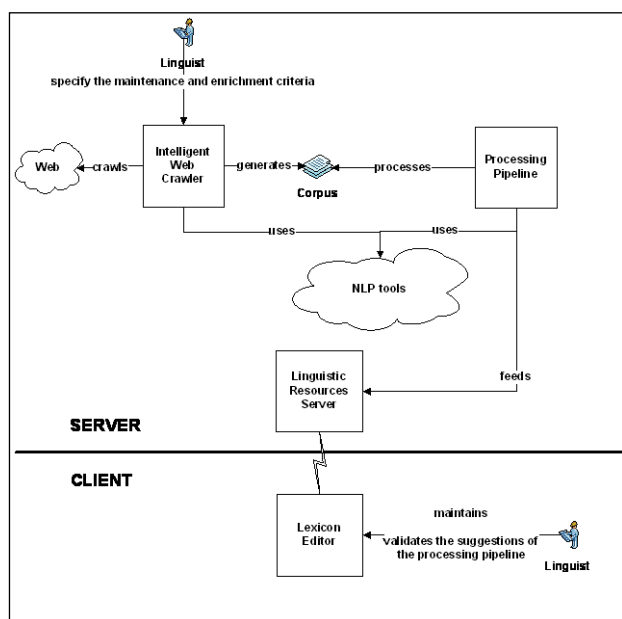 Linguist
specify the maintenance and enrichment criteria
Web
crawls
Intelligent
Web
Crawler
generates
Corpus
processes
Processing
Pipeline
uses
uses
NLP tools
Linguistic
Resources
Server
feeds
SERVER
CLIENT
Lexicon
Editor
maintains
validates the suggestions of
the processing pipeline
Linguist